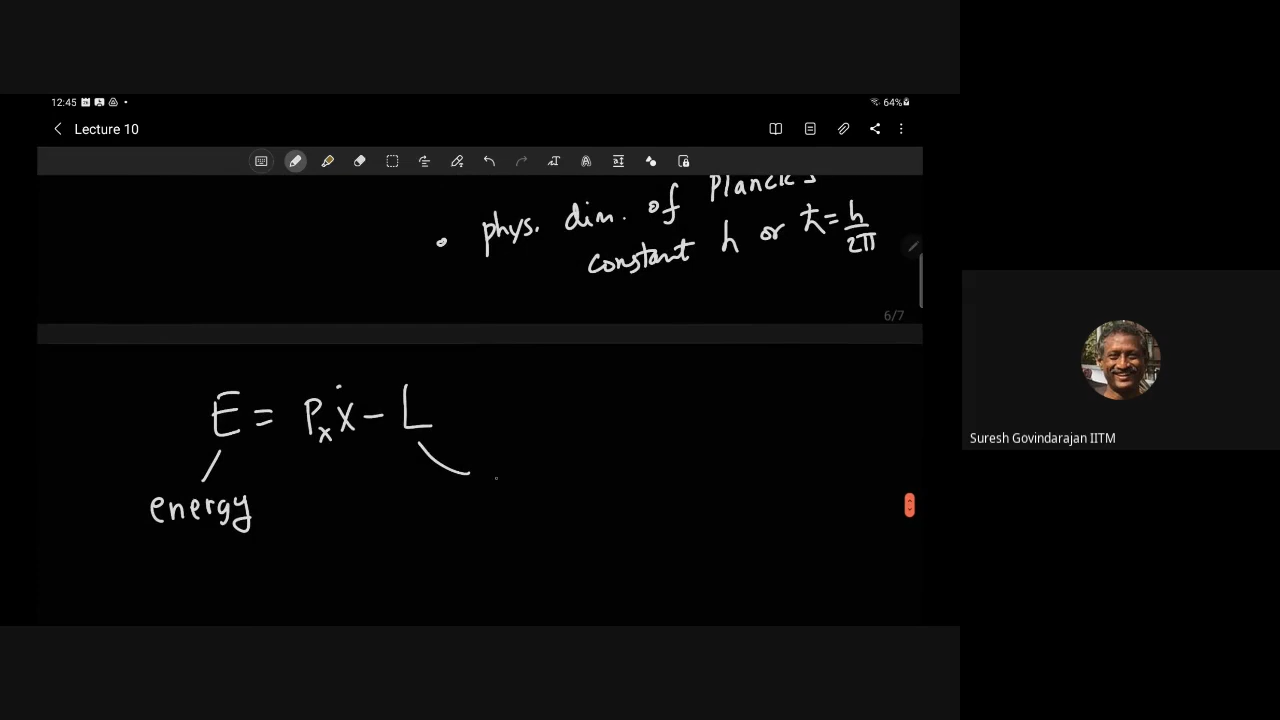 12:45
64%
Lecture 10
• phys. dim. of Planck's
constant h or ħ = h/2π
6/7
E = Pₓẋ − L
energy
Suresh Govindarajan IITM